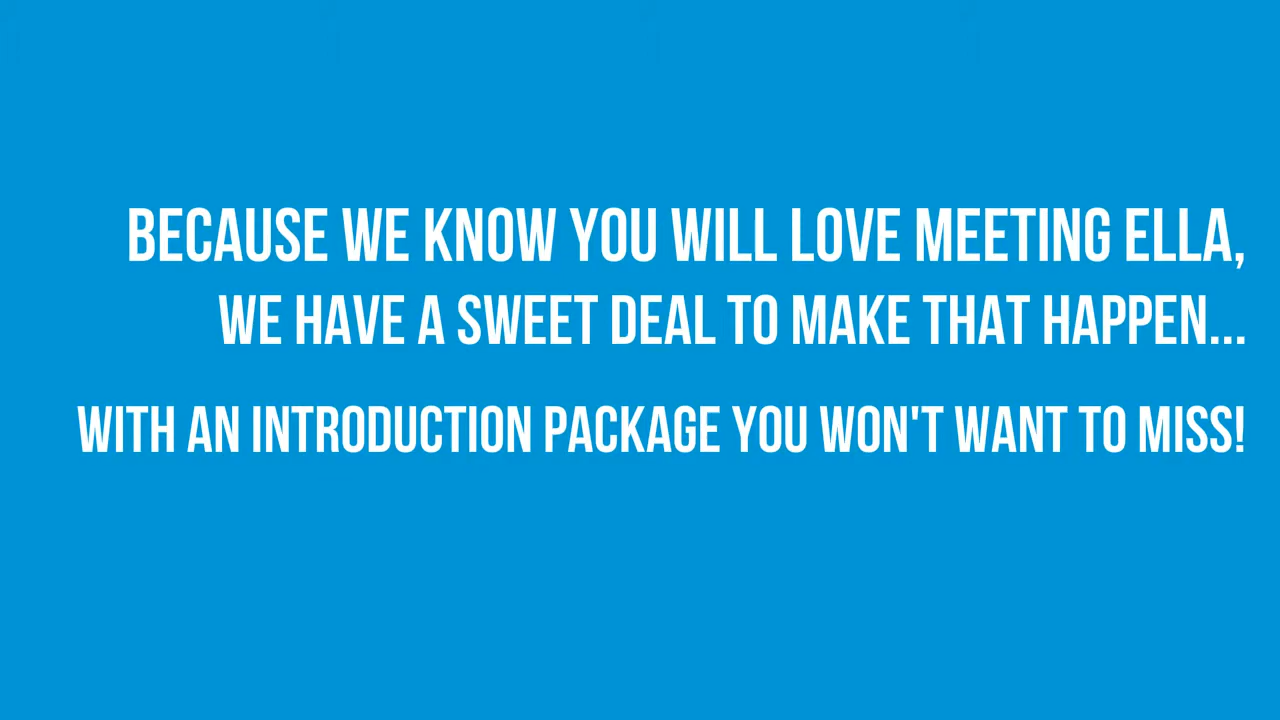 BECAUSE WE KNOW YOU WILL LOVE MEETING ELLA,
WE HAVE A SWEET DEAL TO MAKE THAT HAPPEN...
WITH AN INTRODUCTION PACKAGE YOU WON'T WANT TO MISS!